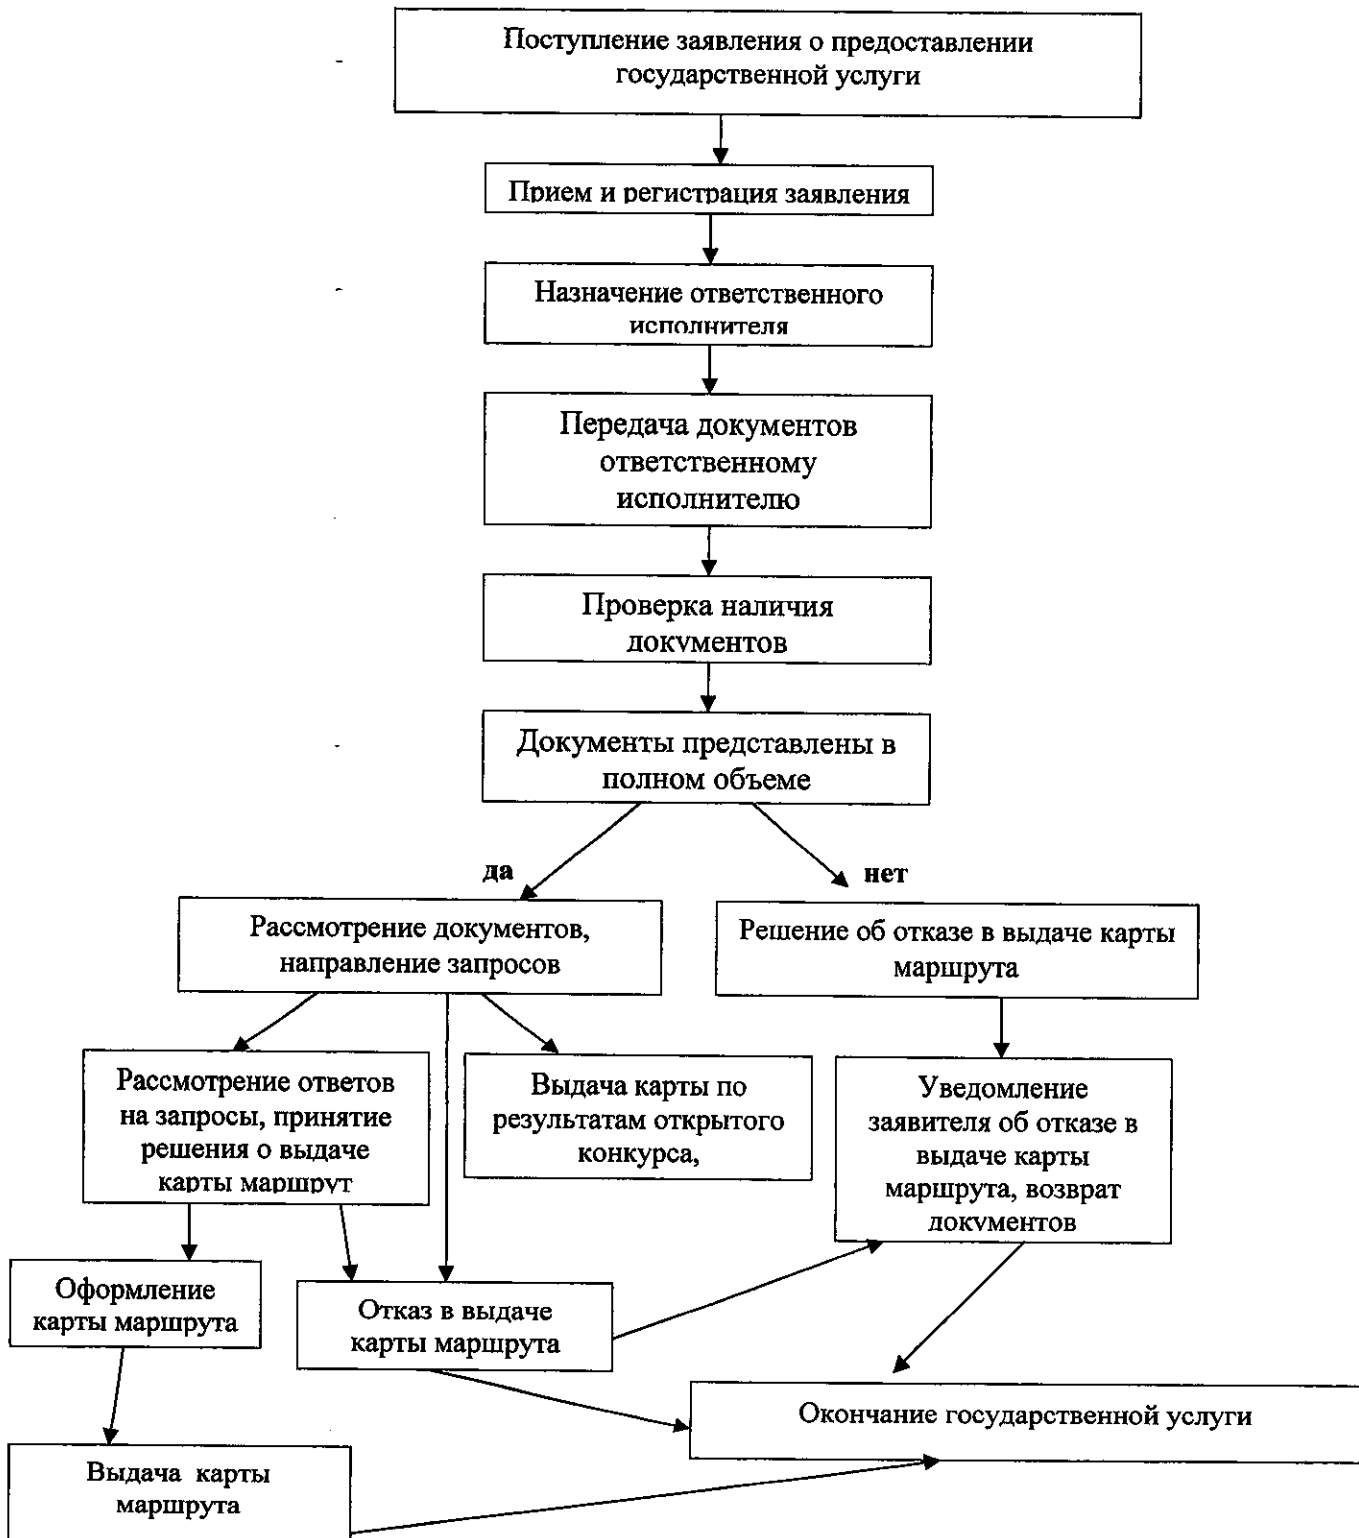 Поступление заявления о предоставлении
государственной услуги
Прием и регистрация заявления
Назначение ответственного
исполнителя
Передача документов
ответственному
исполнителю
Проверка наличия
документов
Документы представлены в
полном объеме
да
нет
Рассмотрение документов,
направление запросов
Решение об отказе в выдаче карты
маршрута
Рассмотрение ответов
на запросы, принятие
решения о выдаче
карты маршрут
Выдача карты по
результатам открытого
конкурса,
Уведомление
заявителя об отказе в
выдаче карты
маршрута, возврат
документов
Оформление
карты маршрута
Отказ в выдаче
карты маршрута
Окончание государственной услуги
Выдача карты
маршрута